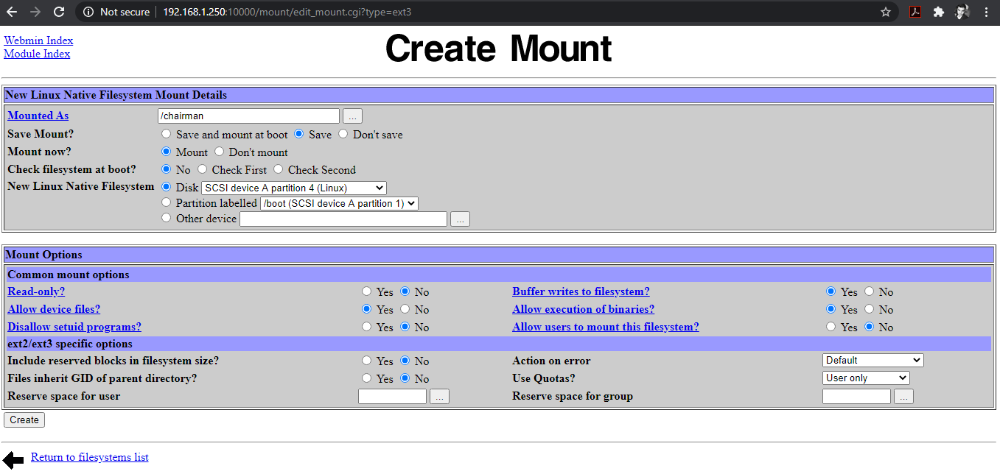 Not secure | 192.168.1.250:10000/mount/edit_mount.cgi?type=ext3
Webmin Index
Module Index
Create Mount
New Linux Native Filesystem Mount Details
Mounted As /chairman ...
Save Mount? Save and mount at boot Save Don't save
Mount now? Mount Don't mount
Check filesystem at boot? No Check First Check Second
New Linux Native Filesystem Disk SCSI device A partition 4 (Linux)
Partition labelled /boot (SCSI device A partition 1)
Other device ...
Mount Options
Common mount options
Read-only? Yes No Buffer writes to filesystem? Yes No
Allow device files? Yes No Allow execution of binaries? Yes No
Disallow setuid programs? Yes No Allow users to mount this filesystem? Yes No
ext2/ext3 specific options
Include reserved blocks in filesystem size? Yes No Action on error Default
Files inherit GID of parent directory? Yes No Use Quotas? User only
Reserve space for user ... Reserve space for group ...
Create
Return to filesystems list